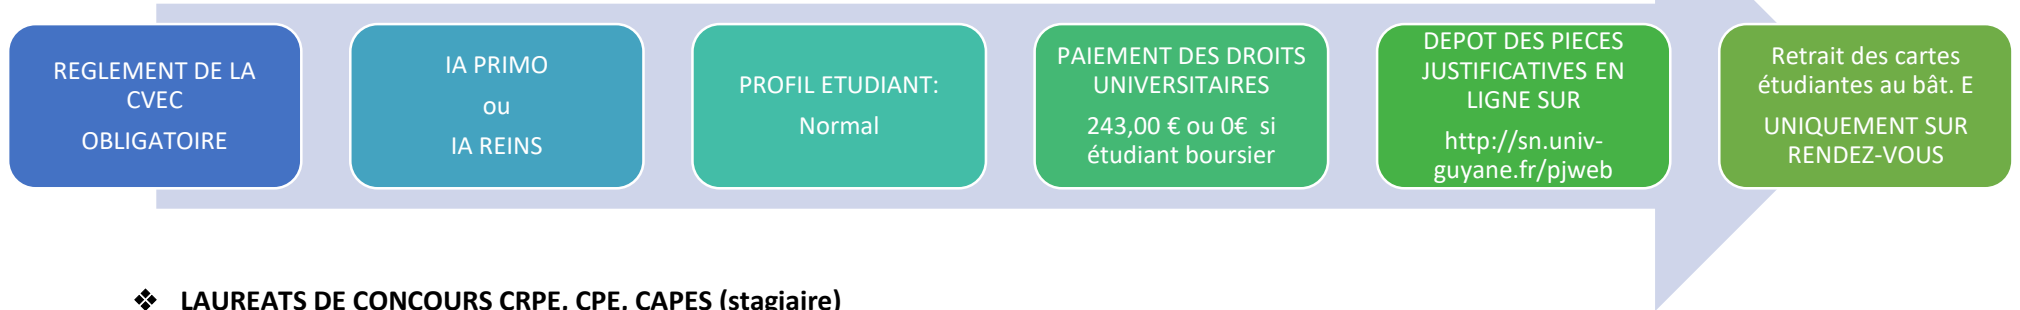 REGLEMENT DE LA
CVEC
OBLIGATOIRE
IA PRIMO
ou
IA REINS
PROFIL ETUDIANT:
Normal
PAIEMENT DES DROITS
UNIVERSITAIRES
243,00 € ou 0€ si
étudiant boursier
DEPOT DES PIECES
JUSTIFICATIVES EN
LIGNE SUR
http://sn.univ-
guyane.fr/pjweb
Retrait des cartes
étudiantes au bât. E
UNIQUEMENT SUR
RENDEZ-VOUS
❖ LAUREATS DE CONCOURS CRPE, CPE, CAPES (stagiaire)